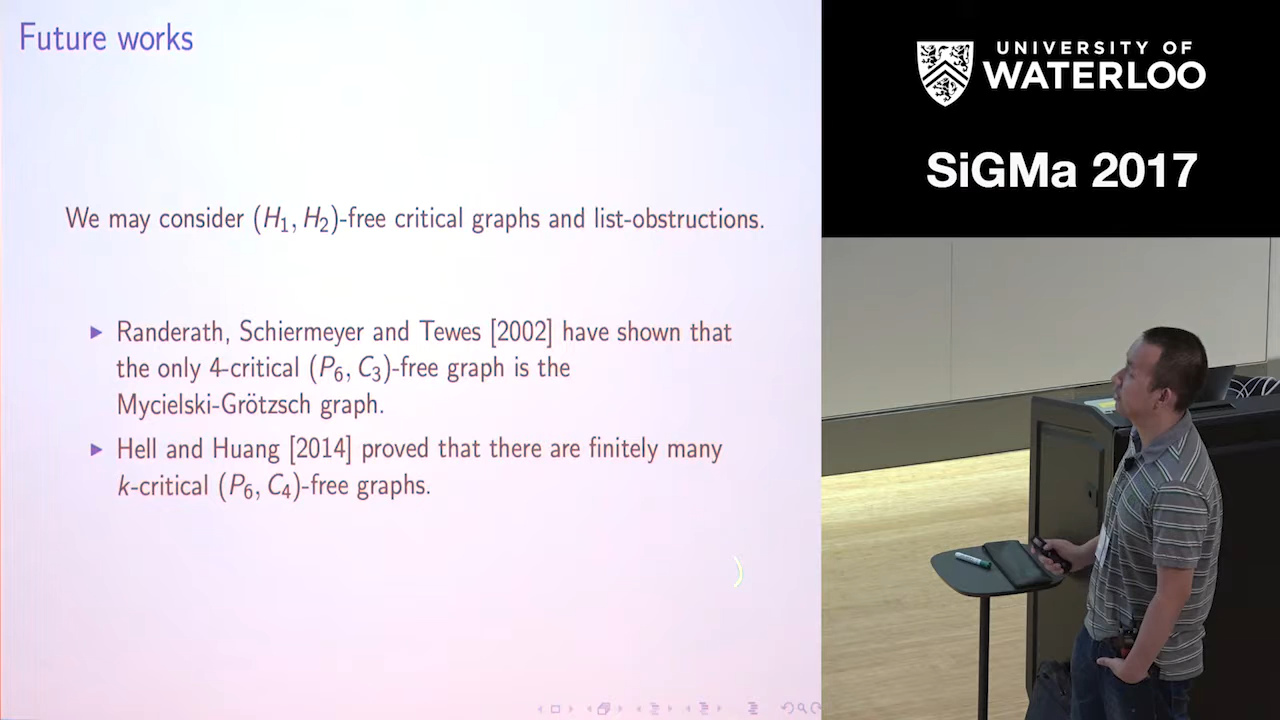 Future works
We may consider (H₁, H₂)-free critical graphs and list-obstructions.
▶ Randerath, Schiermeyer and Tewes [2002] have shown that
the only 4-critical (P₆, C₃)-free graph is the
Mycielski-Grötzsch graph.
▶ Hell and Huang [2014] proved that there are finitely many
k-critical (P₆, C₄)-free graphs.
UNIVERSITY OF
WATERLOO
SiGMa 2017